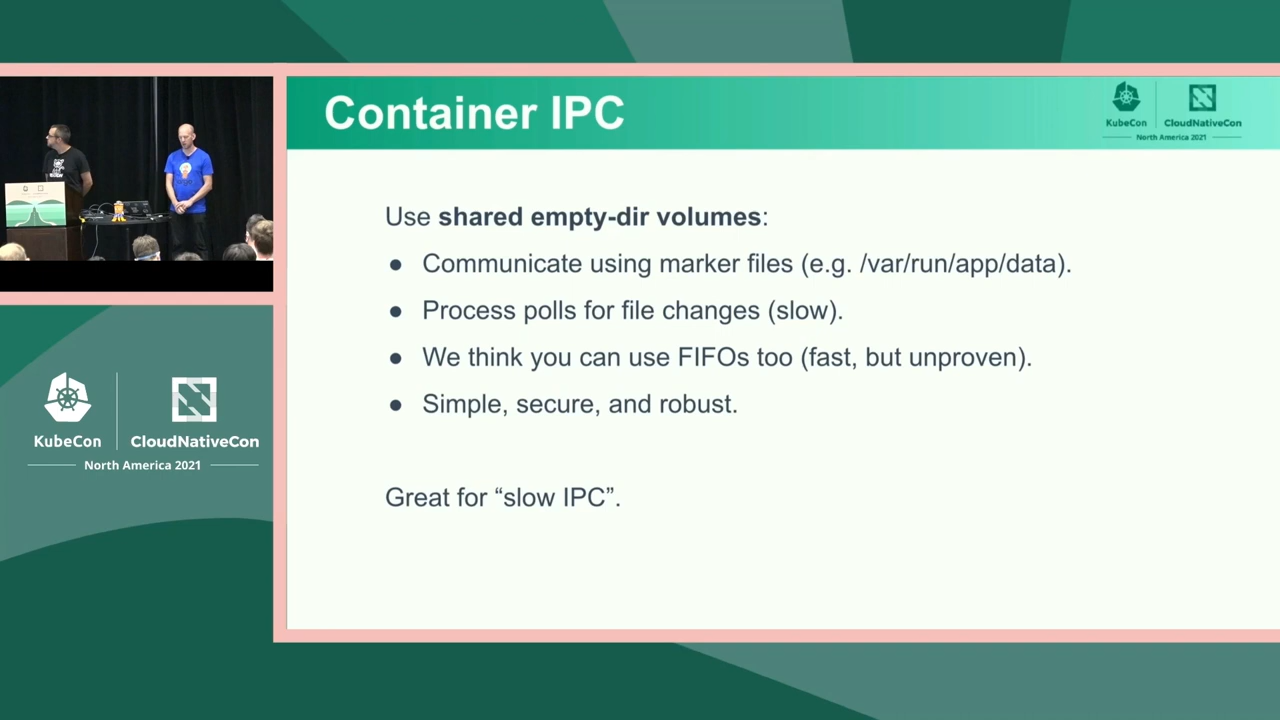 Container IPC
KubeCon
CloudNativeCon
North America 2021
Use shared empty-dir volumes:
● Communicate using marker files (e.g. /var/run/app/data).
● Process polls for file changes (slow).
● We think you can use FIFOs too (fast, but unproven).
● Simple, secure, and robust.
Great for “slow IPC”.
KubeCon
CloudNativeCon
North America 2021